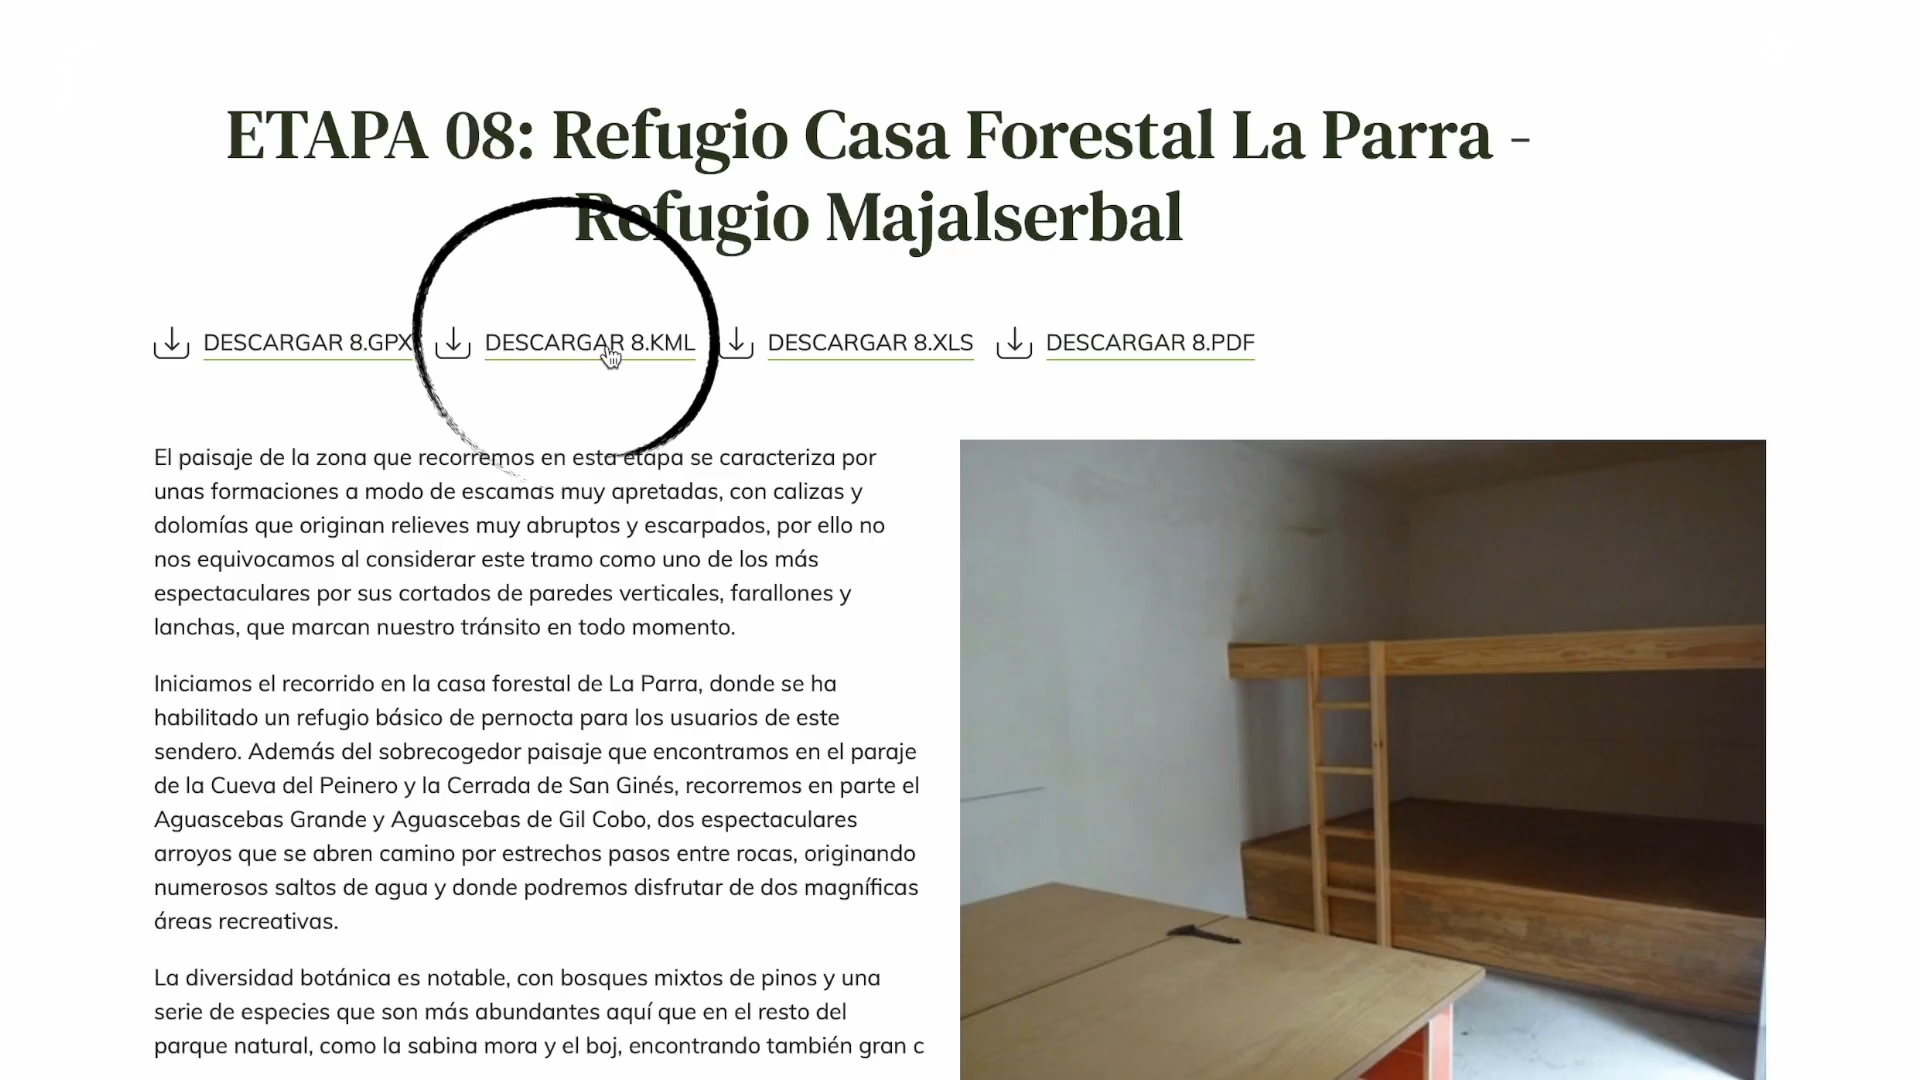 ETAPA 08: Refugio Casa Forestal La Parra -
Refugio Majalserbal
DESCARGAR 8.GPX DESCARGAR 8.KML DESCARGAR 8.XLS DESCARGAR 8.PDF
El paisaje de la zona que recorremos en esta etapa se caracteriza por
unas formaciones a modo de escamas muy apretadas, con calizas y
dolomías que originan relieves muy abruptos y escarpados, por ello no
nos equivocamos al considerar este tramo como uno de los más
espectaculares por sus cortados de paredes verticales, farallones y
lanchas, que marcan nuestro tránsito en todo momento.
Iniciamos el recorrido en la casa forestal de La Parra, donde se ha
habilitado un refugio básico de pernocta para los usuarios de este
sendero. Además del sobrecogedor paisaje que encontramos en el paraje
de la Cueva del Peinero y la Cerrada de San Ginés, recorremos en parte el
Aguascebas Grande y Aguascebas de Gil Cobo, dos espectaculares
arroyos que se abren camino por estrechos pasos entre rocas, originando
numerosos saltos de agua y donde podremos disfrutar de dos magníficas
áreas recreativas.
La diversidad botánica es notable, con bosques mixtos de pinos y una
serie de especies que son más abundantes aquí que en el resto del
parque natural, como la sabina mora y el boj, encontrando también gran c